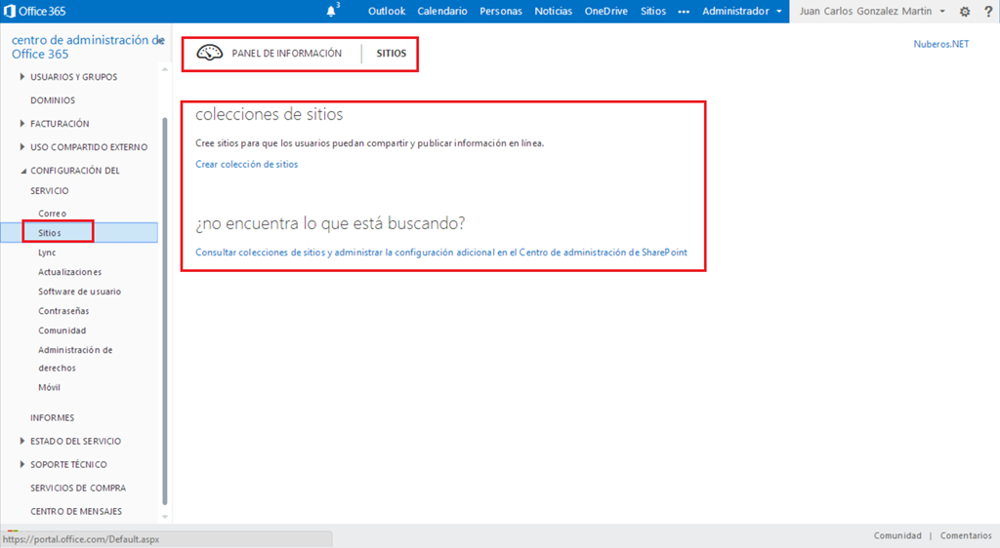 Office 365
3
Outlook Calendario Personas Noticias OneDrive Sitios ••• Administrador
Juan Carlos Gonzalez Martin
?
centro de administración de
Office 365
USUARIOS Y GRUPOS
DOMINIOS
FACTURACIÓN
USO COMPARTIDO EXTERNO
CONFIGURACIÓN DEL
SERVICIO
Correo
Sitios
Lync
Actualizaciones
Software de usuario
Contraseñas
Comunidad
Administración de
derechos
Móvil
INFORMES
ESTADO DEL SERVICIO
SOPORTE TÉCNICO
SERVICIOS DE COMPRA
CENTRO DE MENSAJES
PANEL DE INFORMACIÓN | SITIOS
Nuberos.NET
colecciones de sitios
Cree sitios para que los usuarios puedan compartir y publicar información en línea.
Crear colección de sitios
¿no encuentra lo que está buscando?
Consultar colecciones de sitios y administrar la configuración adicional en el Centro de administración de SharePoint
https://portal.office.com/Default.aspx
Comunidad | Comentarios